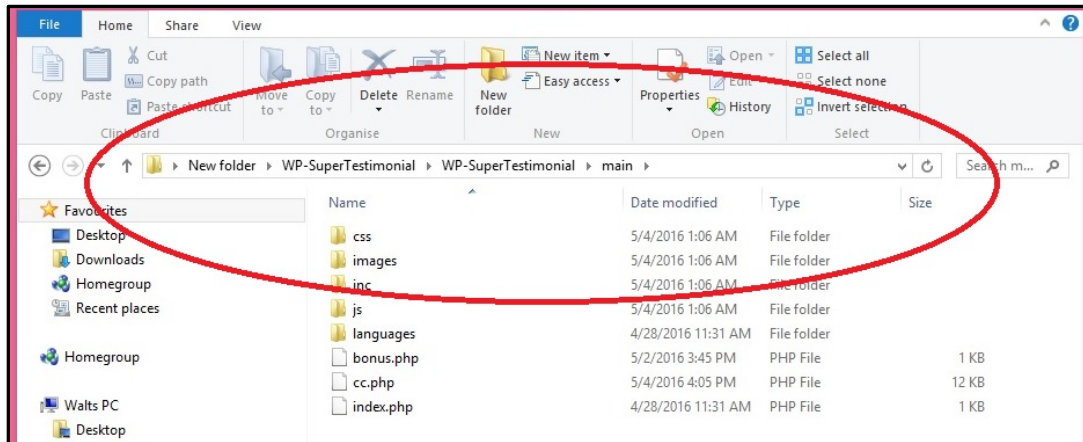 File Home Share View
Copy
Paste
Cut
Copy path
Paste shortcut
Move to
Copy to
Delete
Rename
New folder
New item
Easy access
Properties
Open
Edit
History
Select all
Select none
Invert selection
Clipboard Organise New Open Select
New folder WP-SuperTestimonial WP-SuperTestimonial main
Search m...
Favourites
Desktop
Downloads
Homegroup
Recent places
Homegroup
Walts PC
Desktop
Name Date modified Type Size
css 5/4/2016 1:06 AM File folder
images 5/4/2016 1:06 AM File folder
inc 5/4/2016 1:06 AM File folder
js 5/4/2016 1:06 AM File folder
languages 4/28/2016 11:31 AM File folder
bonus.php 5/2/2016 3:45 PM PHP File 1 KB
cc.php 5/4/2016 4:05 PM PHP File 12 KB
index.php 4/28/2016 11:31 AM PHP File 1 KB